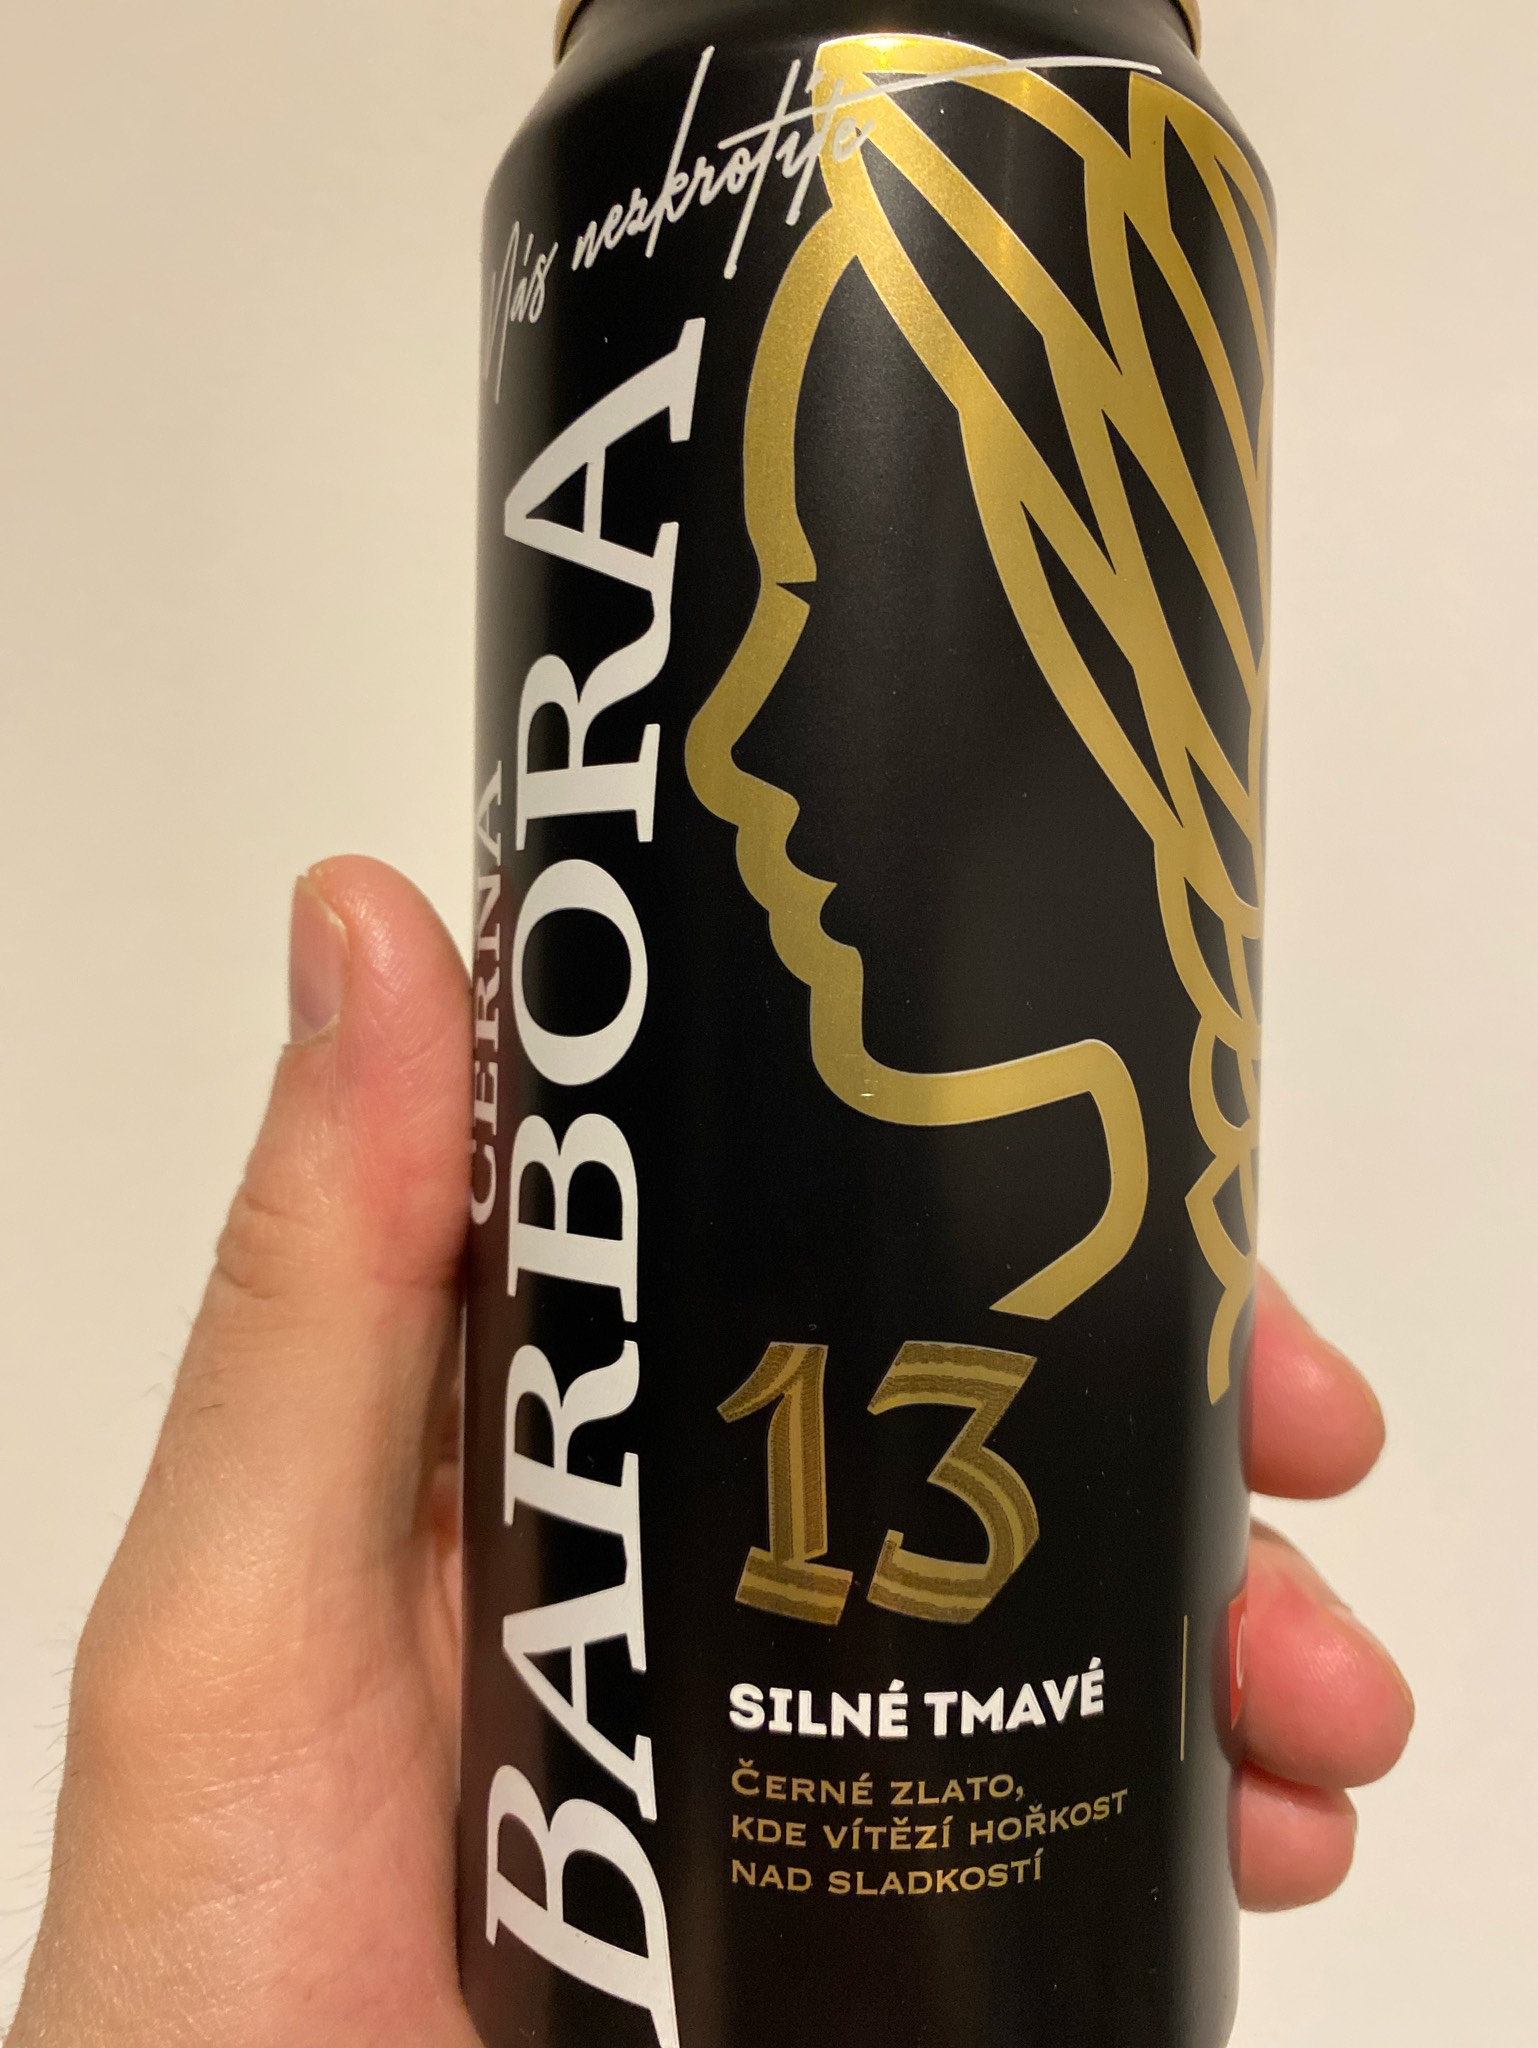 Nás nezkrotíte
ČERNÁ
BARBORA
13
SILNÉ TMAVÉ
ČERNÉ ZLATO,
KDE VÍTĚZÍ HOŘKOST
NAD SLADKOSTÍ